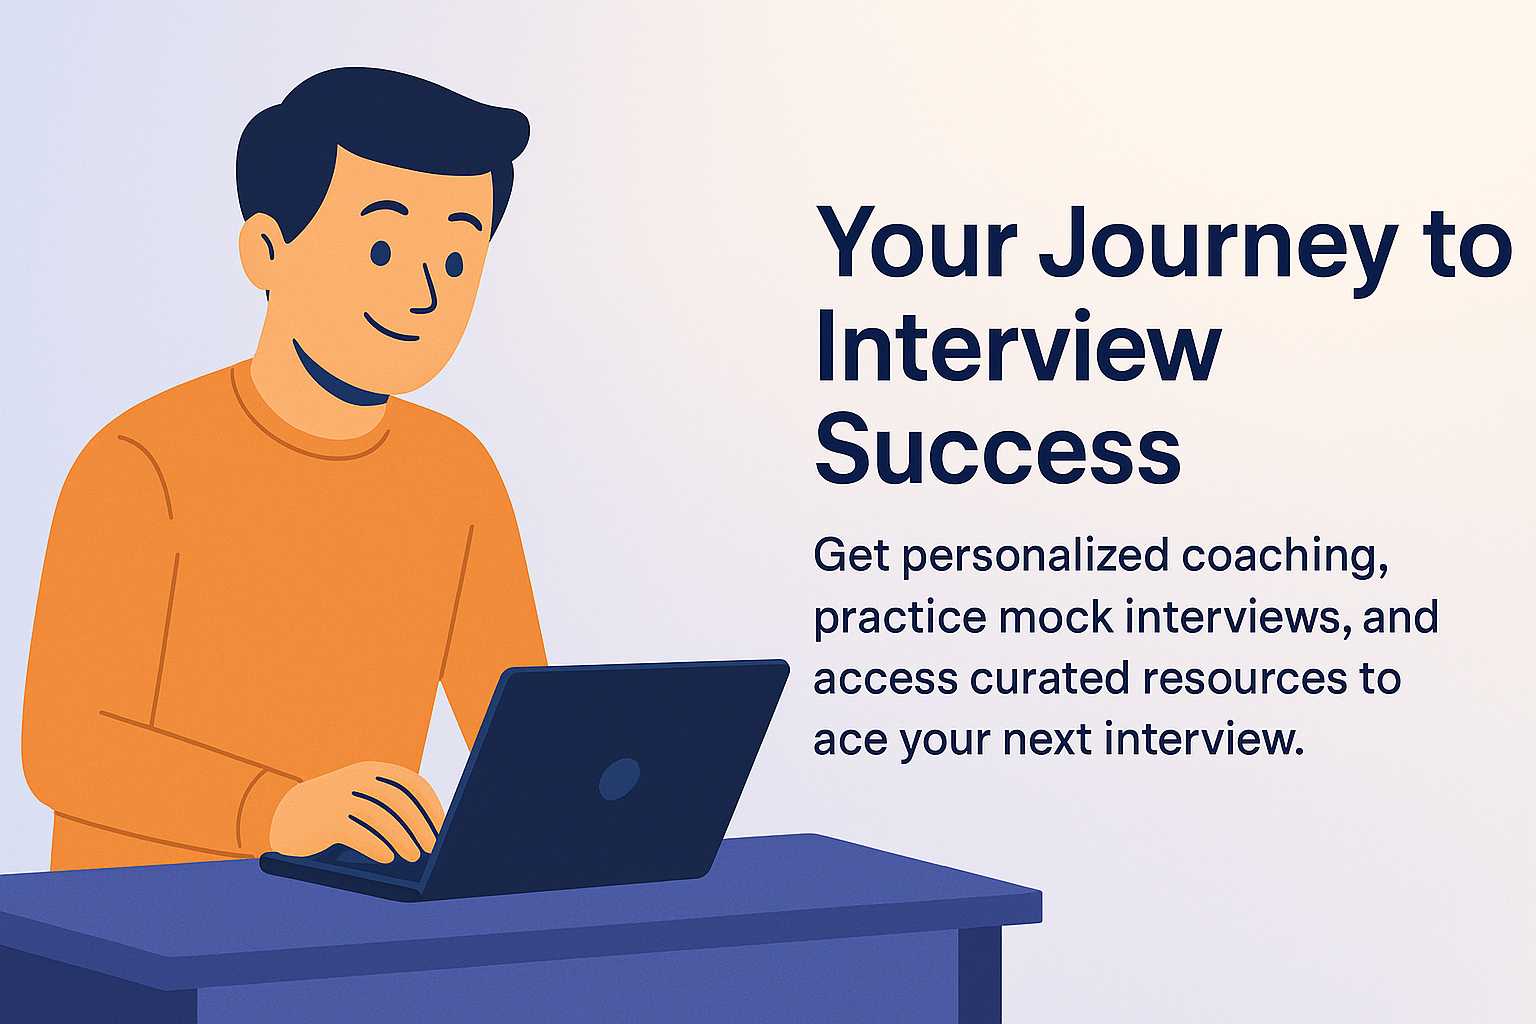 Your Journey to
Interview
Success
Get personalized coaching,
practice mock interviews, and
access curated resources to
ace your next interview.